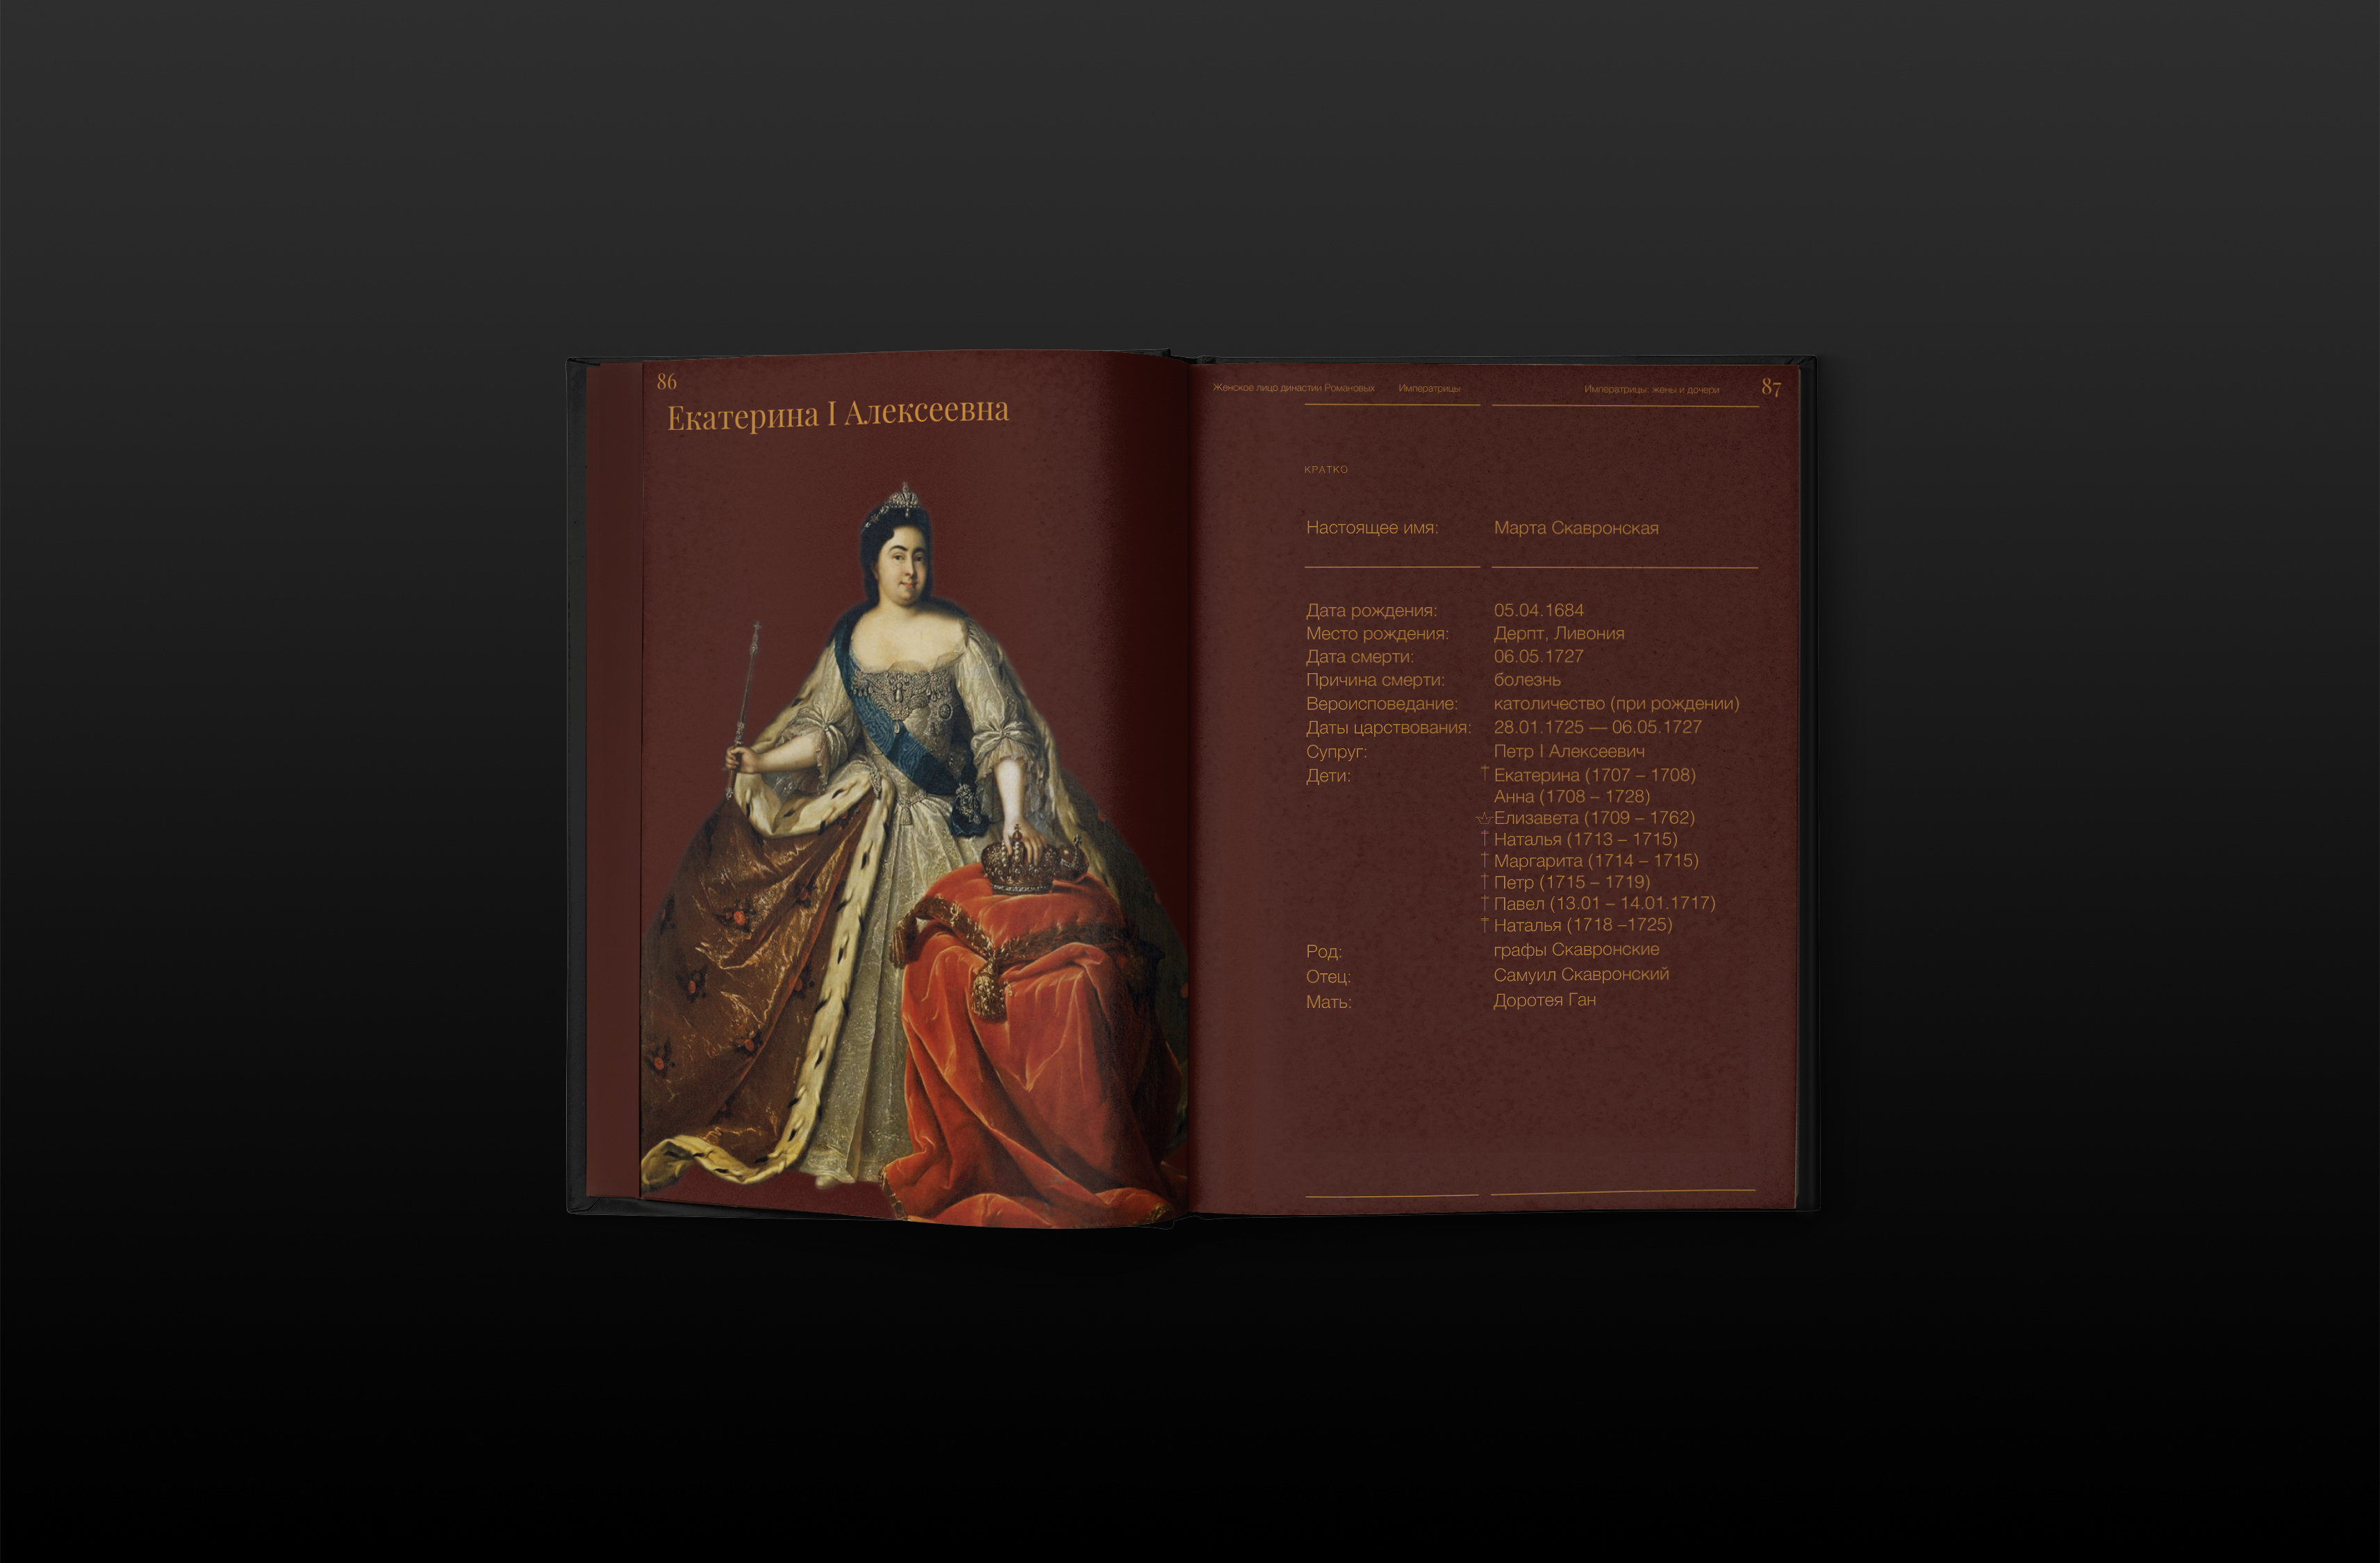 86
Екатерина I Алексеевна
Женское лицо династии Романовых Императрицы Императрицы: жены и дочери 87
КРАТКО
Настоящее имя: Марта Скавронская
Дата рождения: 05.04.1684
Место рождения: Дерпт, Ливония
Дата смерти: 06.05.1727
Причина смерти: болезнь
Вероисповедание: католичество (при рождении)
Даты царствования: 28.01.1725 — 06.05.1727
Супруг: Петр I Алексеевич
Дети: † Екатерина (1707 – 1708)
Анна (1708 – 1728)
Елизавета (1709 – 1762)
† Наталья (1713 – 1715)
† Маргарита (1714 – 1715)
† Петр (1715 – 1719)
† Павел (13.01 – 14.01.1717)
† Наталья (1718 –1725)
Род: графы Скавронские
Отец: Самуил Скавронский
Мать: Доротея Ган